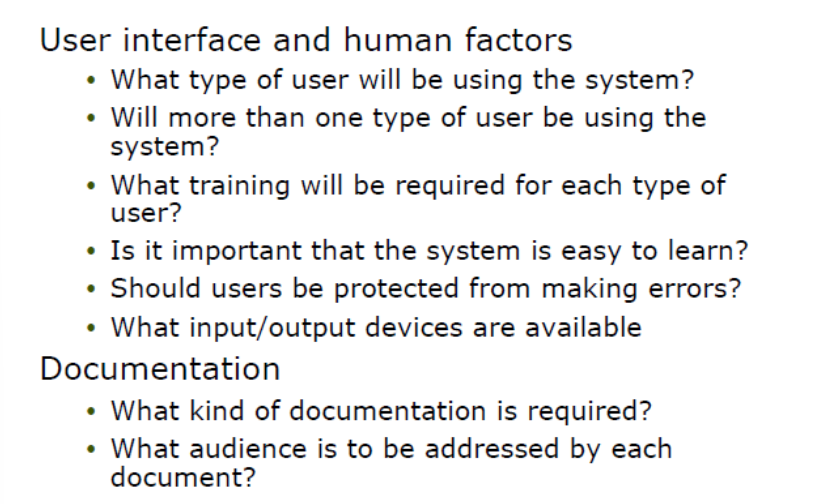 User interface and human factors
• What type of user will be using the system?
• Will more than one type of user be using the
system?
• What training will be required for each type of
user?
• Is it important that the system is easy to learn?
• Should users be protected from making errors?
• What input/output devices are available
Documentation
• What kind of documentation is required?
• What audience is to be addressed by each
document?